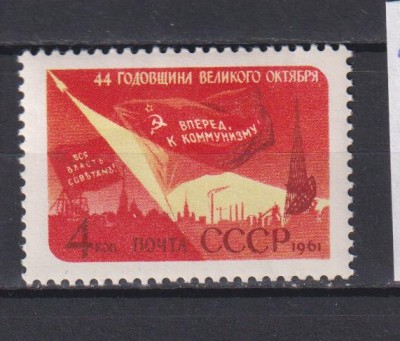 44 ГОДОВЩИНА ВЕЛИКОГО ОКТЯБРЯ
ВПЕРЕД,
К КОММУНИЗМУ!
ВСЯ
ВЛАСТЬ
СОВЕТАМ!
4 КОП. ПОЧТА СССР 1961